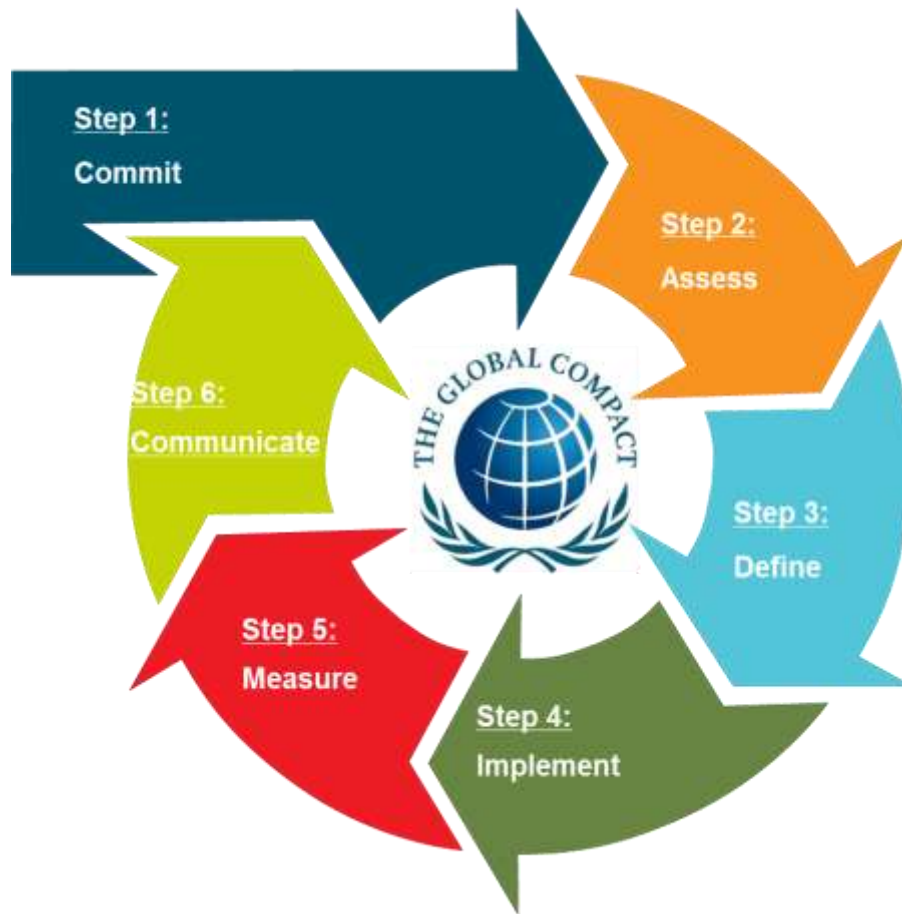 Step 1:
Commit
Step 2:
Assess
Step 3:
Define
Step 4:
Implement
Step 5:
Measure
Step 6:
Communicate
THE GLOBAL COMPACT